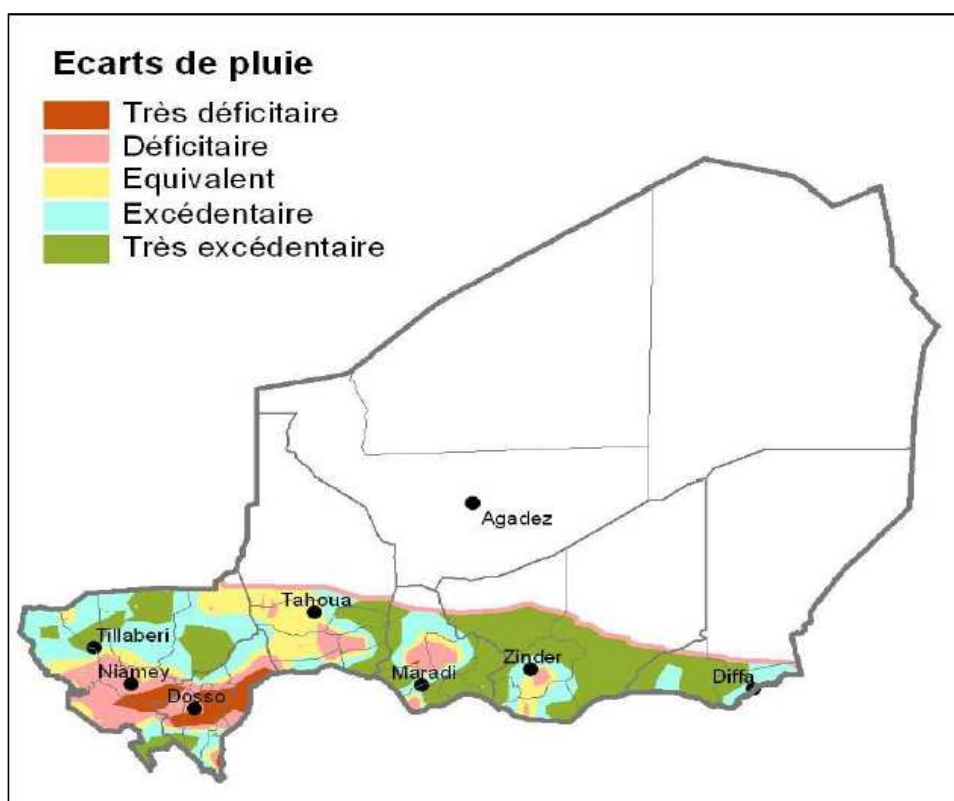 Ecarts de pluie
Très déficitaire
Déficitaire
Equivalent
Excédentaire
Très excédentaire
Agadez
Tahoua
Tillaberi
Zinder
Niamey
Maradi
Diffa
Dosso